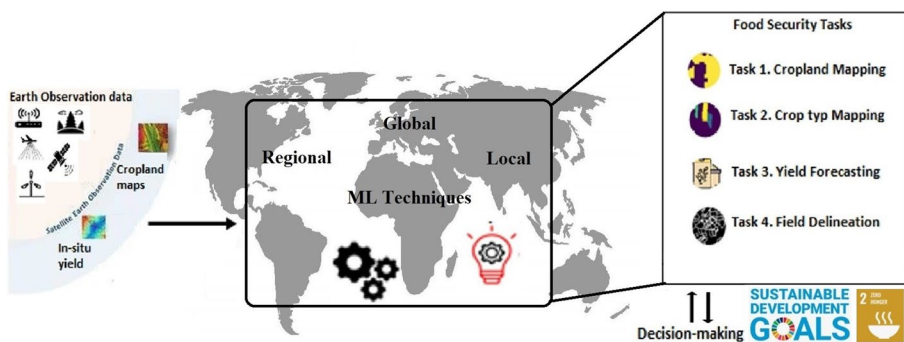 Earth Observation data
Satelite Earth Observation Data
Cropland
maps
In-situ
yield
Global
Regional
Local
ML Techniques
Food Security Tasks
Task 1. Cropland Mapping
Task 2. Crop typ Mapping
Task 3. Yield Forecasting
Task 4. Field Delineation
Decision-making
SUSTAINABLE
DEVELOPMENT
GOALS
2 ZERO
HUNGER